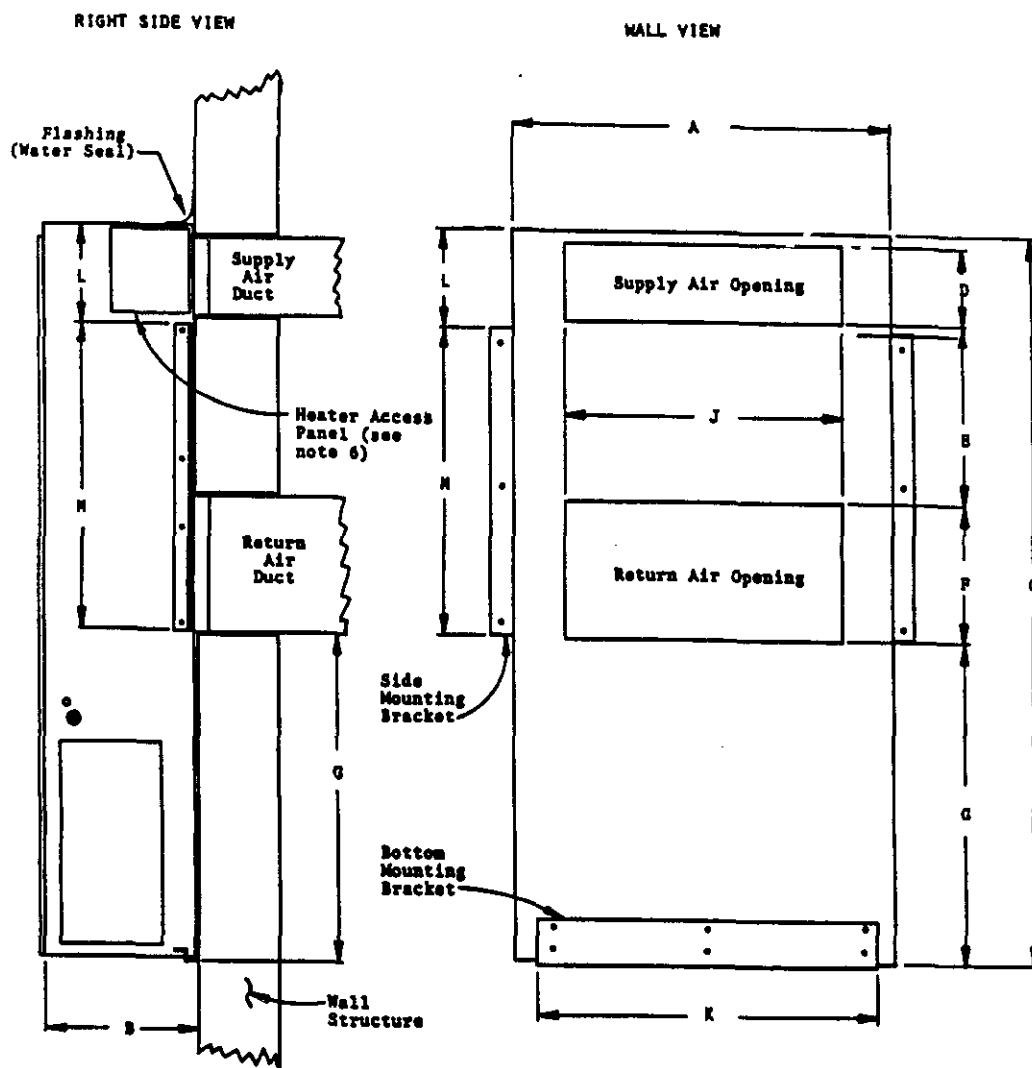 RIGHT SIDE VIEW
WALL VIEW
Flashing
(Water Seal)
A
L
Supply
Air
Duct
L
Supply Air Opening
D
Heater Access
Panel (see
note 6)
M
J
E
M
Return
Air
Duct
Return Air Opening
F
Side
Mounting
Bracket
G
G
Bottom
Mounting
Bracket
B
Wall
Structure
K